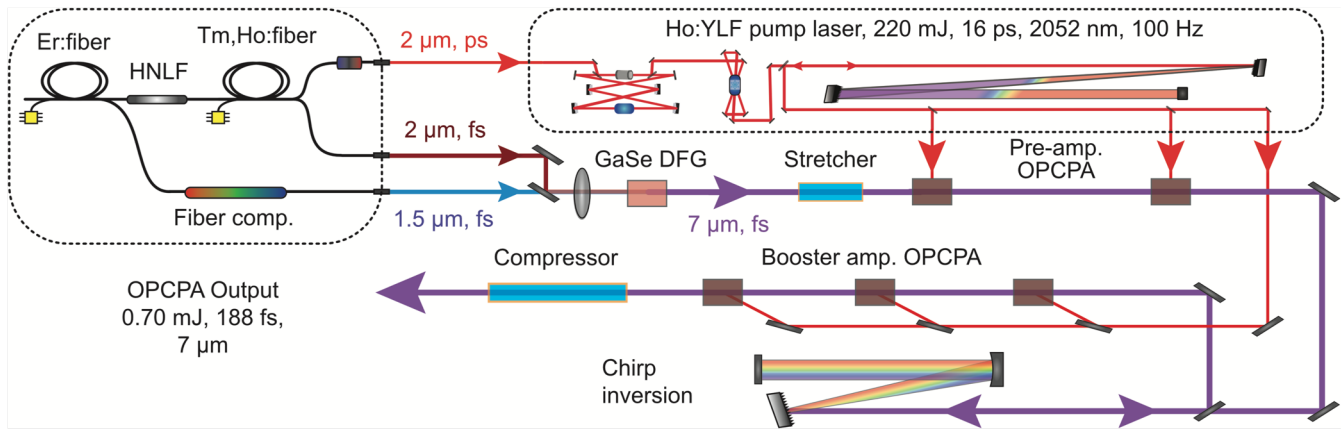 Er:fiber
HNLF
Tm,Ho:fiber
2 µm, ps
Ho:YLF pump laser, 220 mJ, 16 ps, 2052 nm, 100 Hz
2 µm, fs
Fiber comp.
1.5 µm, fs
GaSe DFG
7 µm, fs
Stretcher
Pre-amp.
OPCPA
OPCPA Output
0.70 mJ, 188 fs,
7 µm
Compressor
Booster amp. OPCPA
Chirp
inversion